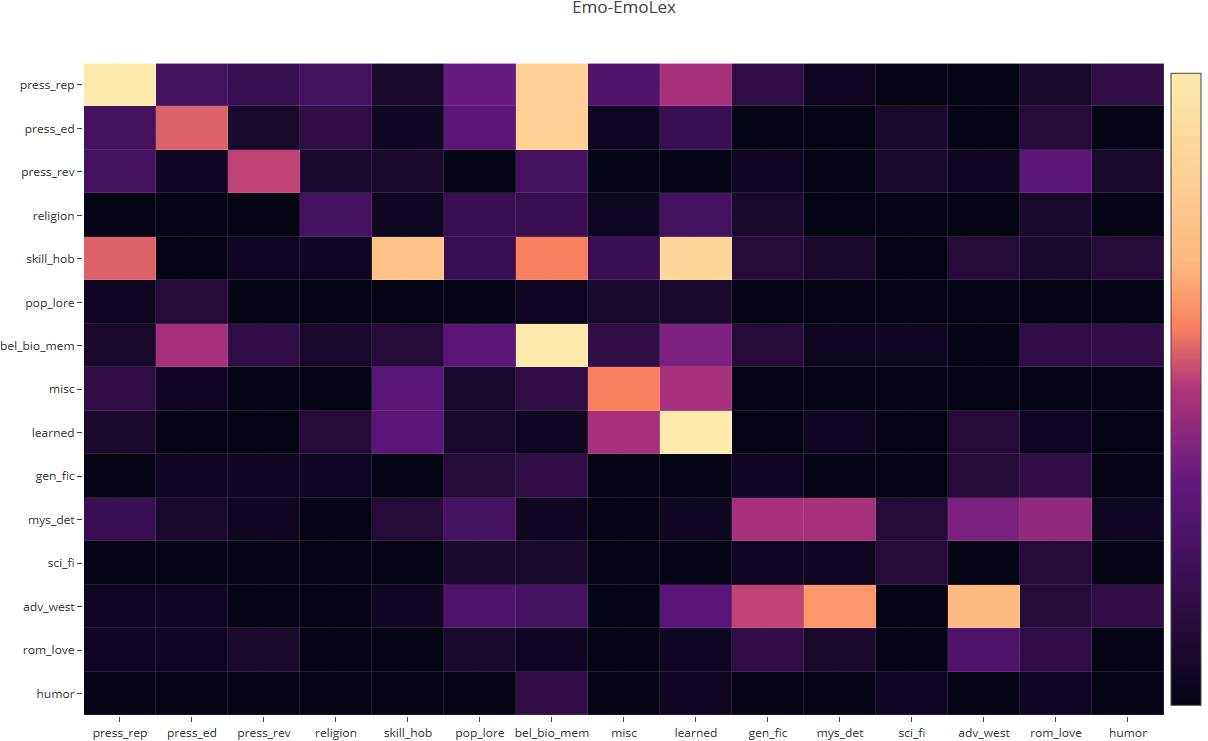 Emo-EmoLex
press_rep
press_ed
press_rev
religion
skill_hob
pop_lore
bel_bio_mem
misc
learned
gen_fic
mys_det
sci_fi
adv_west
rom_love
humor
press_rep press_ed press_rev religion skill_hob pop_lore bel_bio_mem misc learned gen_fic mys_det sci_fi adv_west rom_love humor